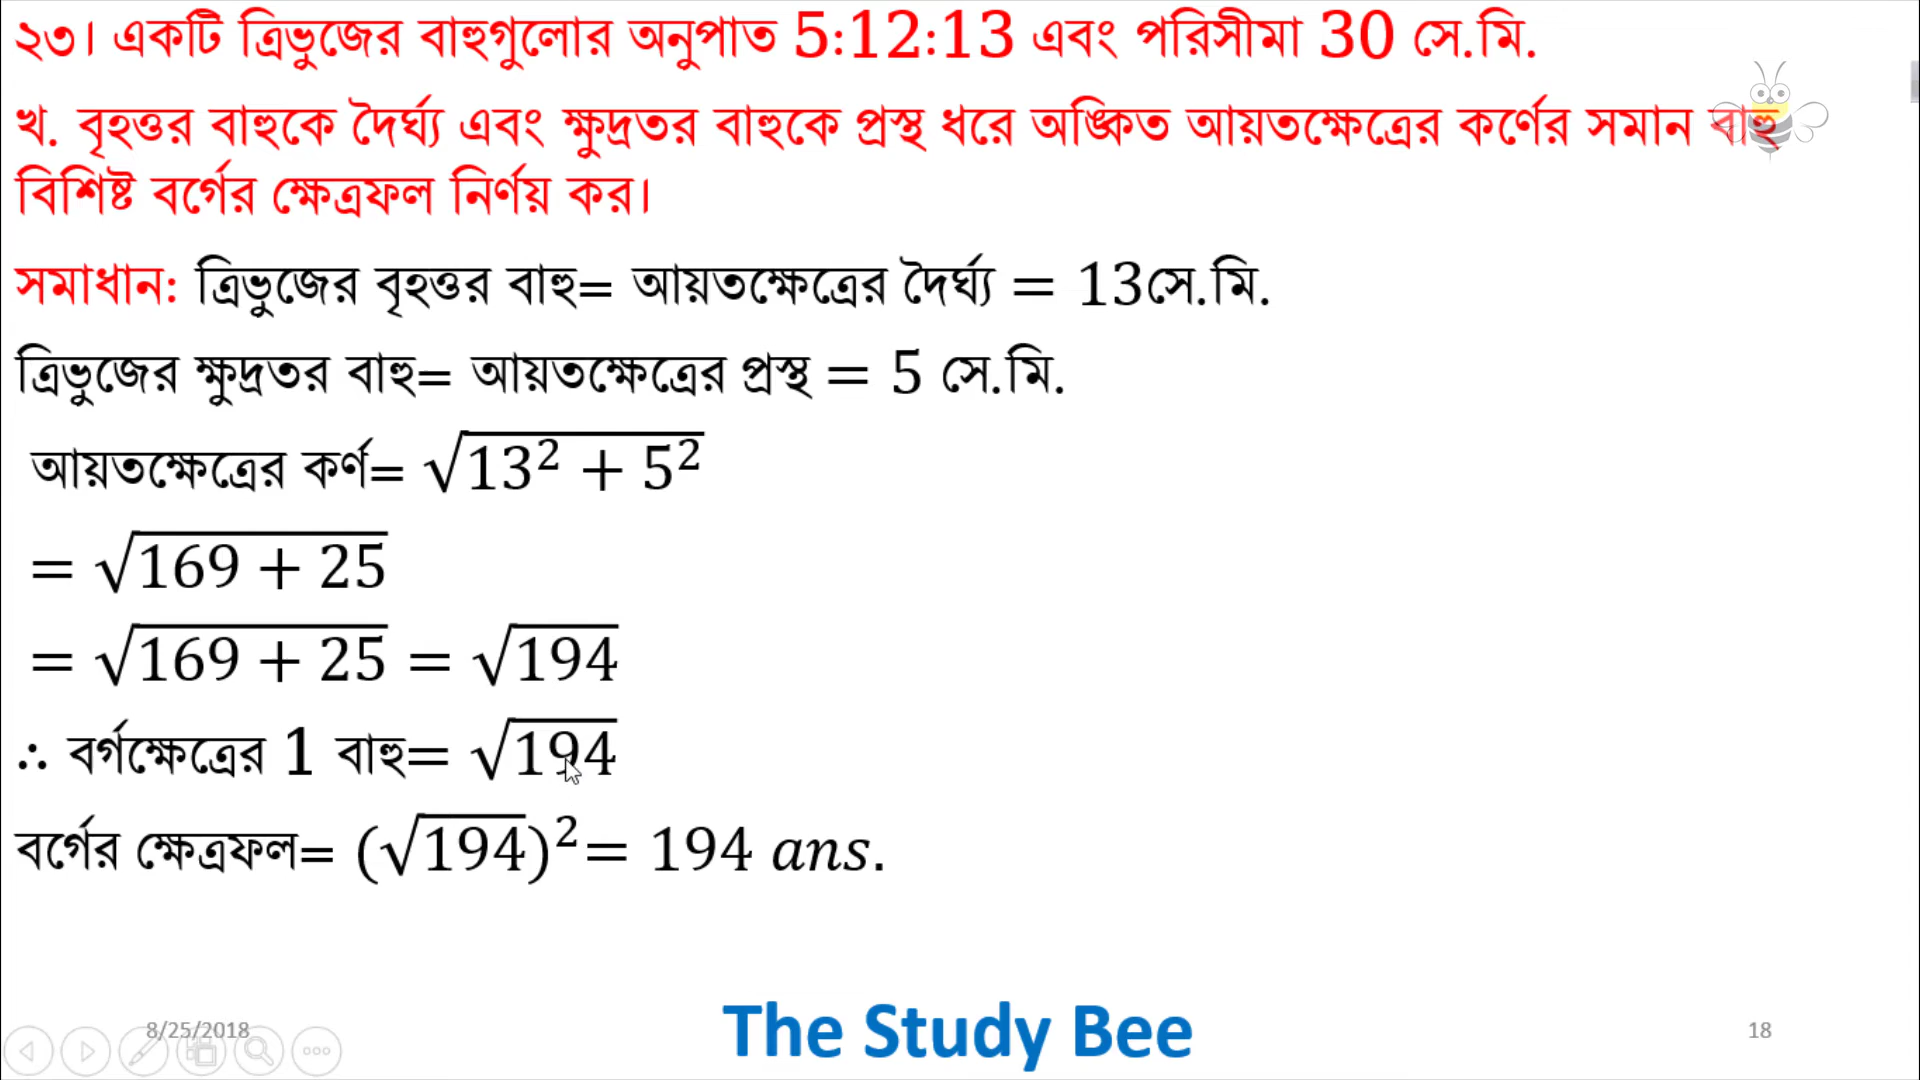 ২৩। একটি ত্রিভুজের বাহুগুলোর অনুপাত 5:12:13 এবং পরিসীমা 30 সে.মি.
খ. বৃহত্তর বাহুকে দৈর্ঘ্য এবং ক্ষুদ্রতর বাহুকে প্রস্থ ধরে অঙ্কিত আয়তক্ষেত্রের কর্ণের সমান বাহু
বিশিষ্ট বর্গের ক্ষেত্রফল নির্ণয় কর।
সমাধান: ত্রিভুজের বৃহত্তর বাহু= আয়তক্ষেত্রের দৈর্ঘ্য = 13সে.মি.
ত্রিভুজের ক্ষুদ্রতর বাহু= আয়তক্ষেত্রের প্রস্থ = 5 সে.মি.
আয়তক্ষেত্রের কর্ণ= √13² + 5²
= √169 + 25
= √169 + 25 = √194
∴ বর্গক্ষেত্রের 1 বাহু= √194
বর্গের ক্ষেত্রফল= (√194)²= 194 ans.
8/25/2018
The Study Bee
18